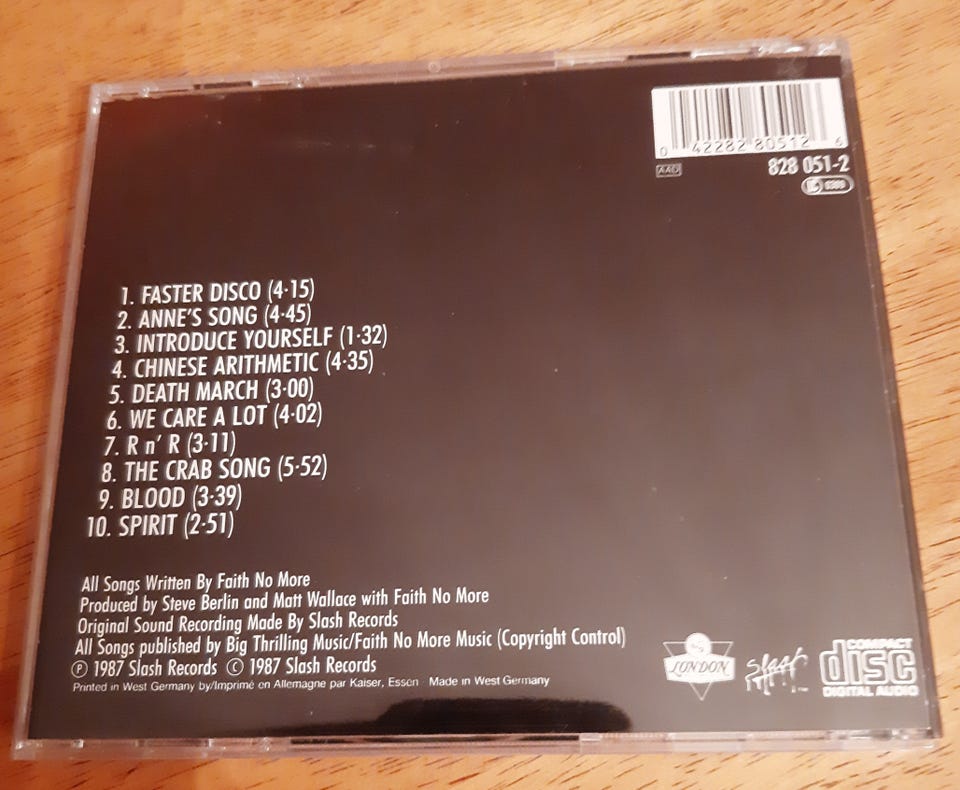 0 42282 80512 6
AAD
828 051-2
1. FASTER DISCO (4·15)
2. ANNE'S SONG (4·45)
3. INTRODUCE YOURSELF (1·32)
4. CHINESE ARITHMETIC (4·35)
5. DEATH MARCH (3·00)
6. WE CARE A LOT (4·02)
7. R n' R (3·11)
8. THE CRAB SONG (5·52)
9. BLOOD (3·39)
10. SPIRIT (2·51)
All Songs Written By Faith No More
Produced by Steve Berlin and Matt Wallace with Faith No More
Original Sound Recording Made By Slash Records
All Songs published by Big Thrilling Music/Faith No More Music (Copyright Control)
℗ 1987 Slash Records © 1987 Slash Records
Printed in West Germany by/Imprimé en Allemagne par Kaiser, Essen Made in West Germany
LONDON
Slash
COMPACT
disc
DIGITAL AUDIO